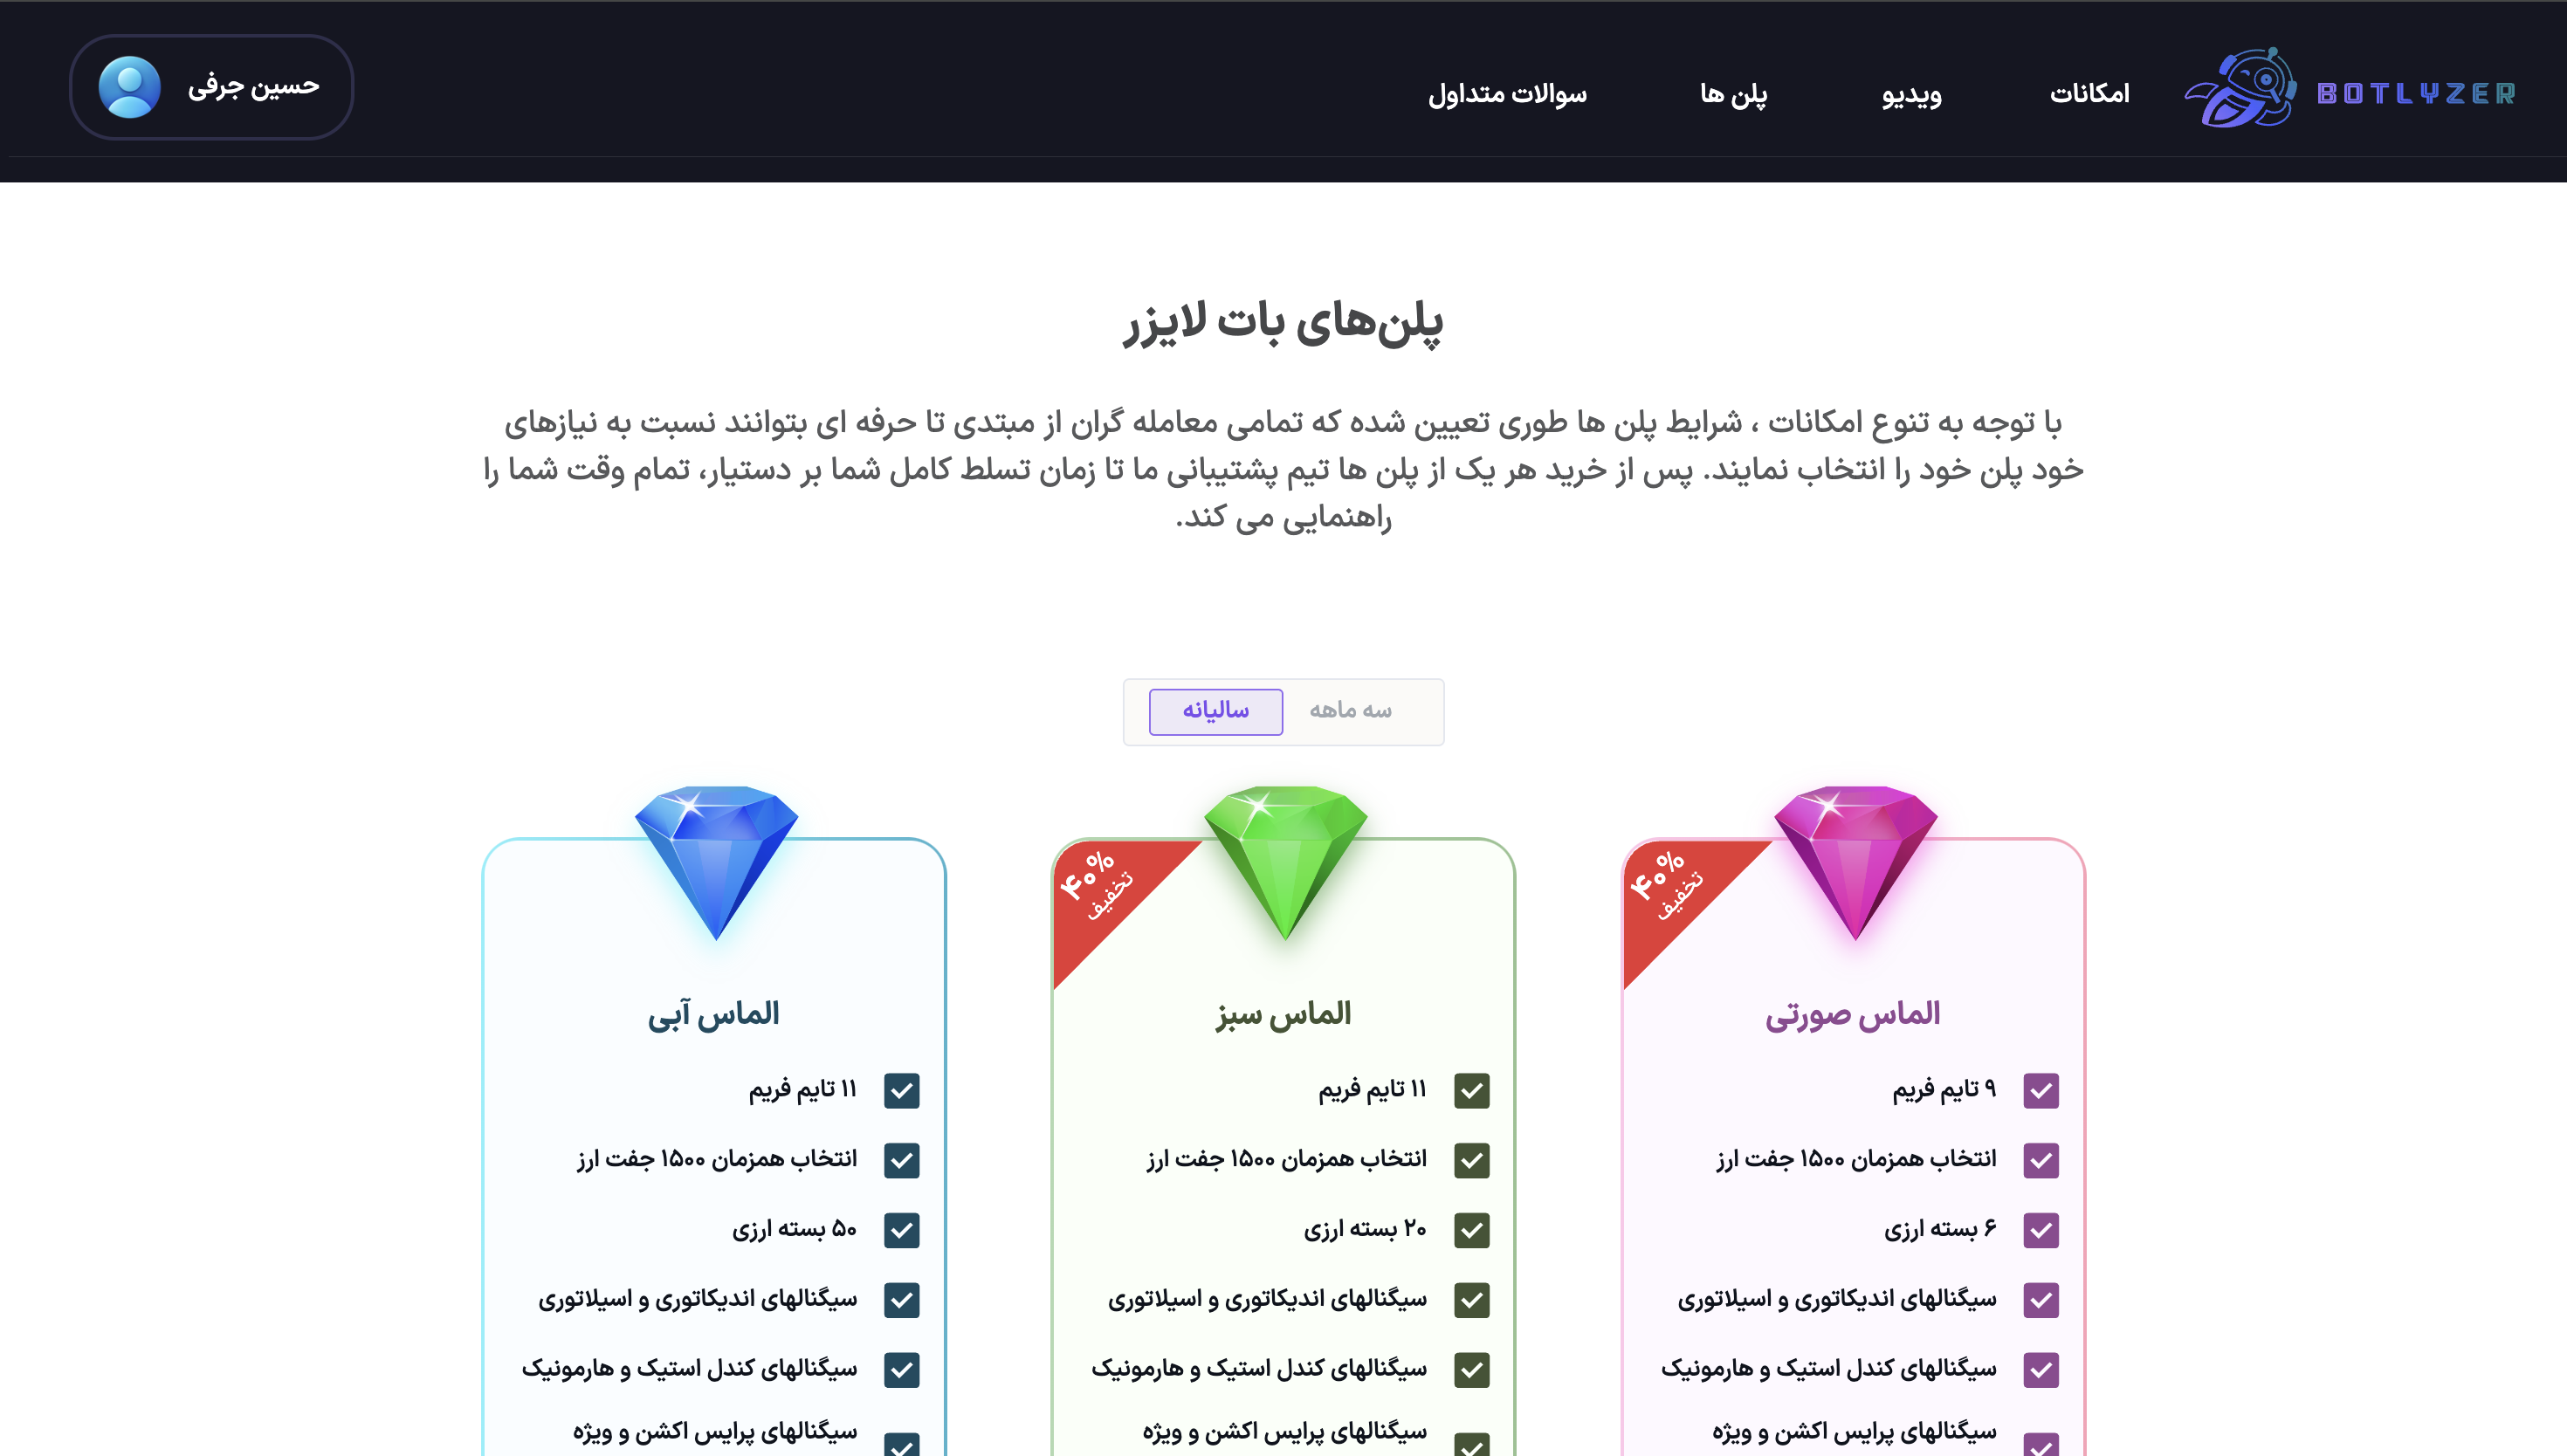 BOTLYZER
امکانات
ویدیو
پلن ها
سوالات متداول
حسین جرفی
پلن‌های بات لایزر
با توجه به تنوع امکانات ، شرایط پلن ها طوری تعیین شده که تمامی معامله گران از مبتدی تا حرفه ای بتوانند نسبت به نیازهای
خود پلن خود را انتخاب نمایند. پس از خرید هر یک از پلن ها تیم پشتیبانی ما تا زمان تسلط کامل شما بر دستیار، تمام وقت شما را
راهنمایی می کند.
سه ماهه
سالیانه
۴۰%
تخفیف
الماس صورتی
۹ تایم فریم
انتخاب همزمان ۱۵۰۰ جفت ارز
۶ بسته ارزی
سیگنالهای اندیکاتوری و اسیلاتوری
سیگنالهای کندل استیک و هارمونیک
سیگنالهای پرایس اکشن و ویژه
۴۰%
تخفیف
الماس سبز
۱۱ تایم فریم
انتخاب همزمان ۱۵۰۰ جفت ارز
۲۰ بسته ارزی
سیگنالهای اندیکاتوری و اسیلاتوری
سیگنالهای کندل استیک و هارمونیک
سیگنالهای پرایس اکشن و ویژه
الماس آبی
۱۱ تایم فریم
انتخاب همزمان ۱۵۰۰ جفت ارز
۵۰ بسته ارزی
سیگنالهای اندیکاتوری و اسیلاتوری
سیگنالهای کندل استیک و هارمونیک
سیگنالهای پرایس اکشن و ویژه